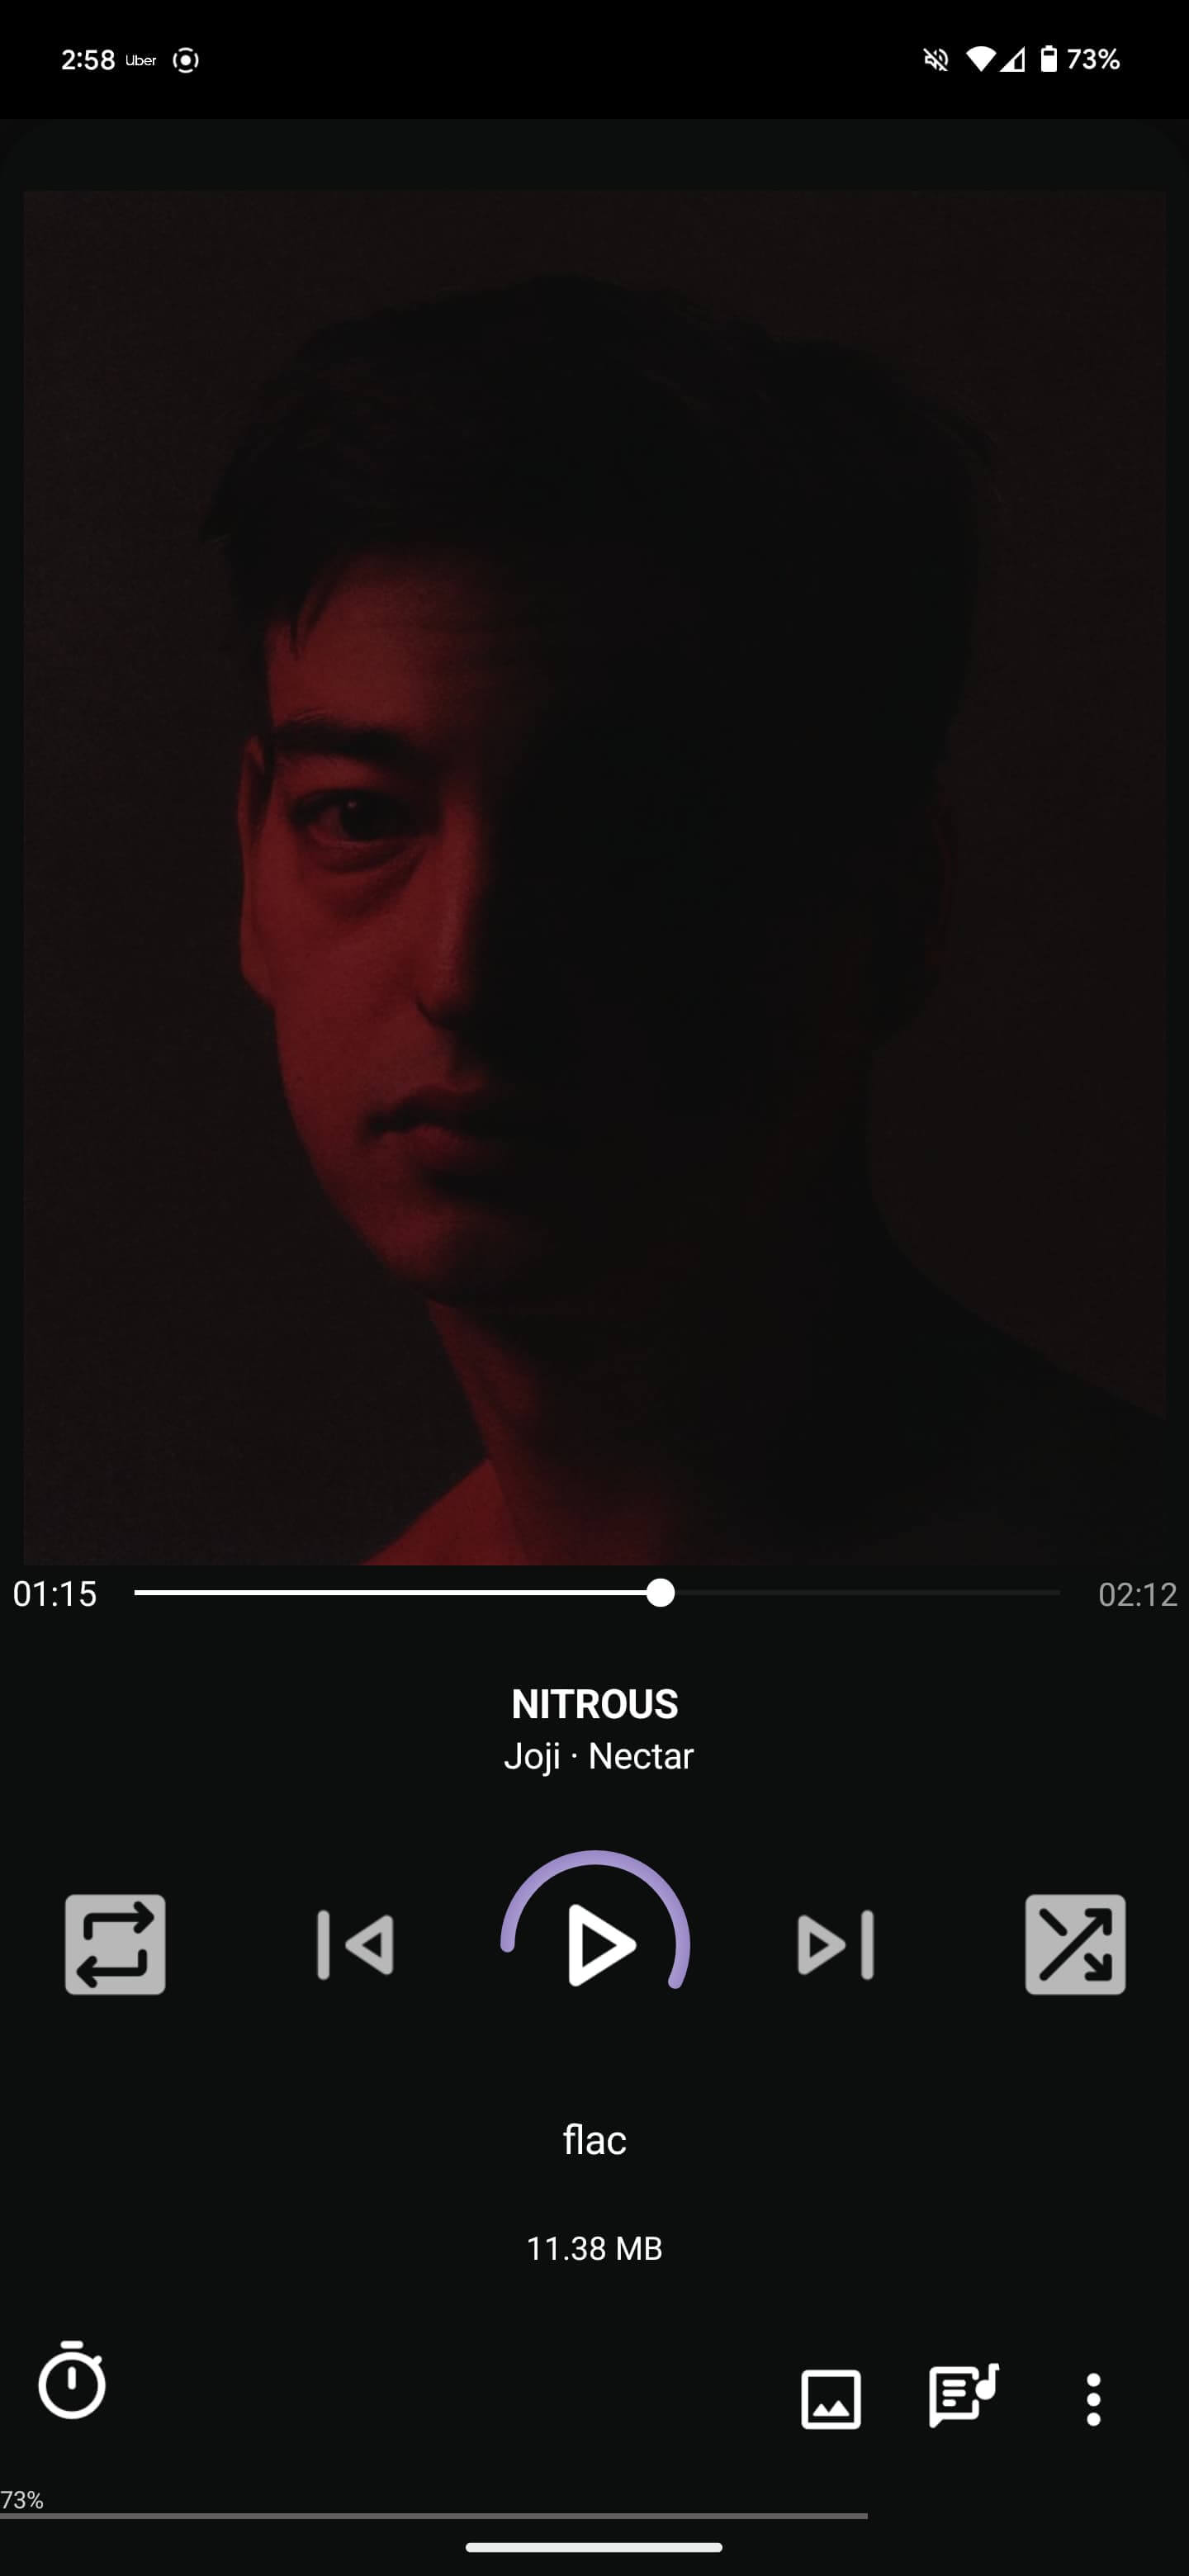 2:58 Uber 73%
01:15 02:12
NITROUS
Joji · Nectar
flac
11.38 MB
73%